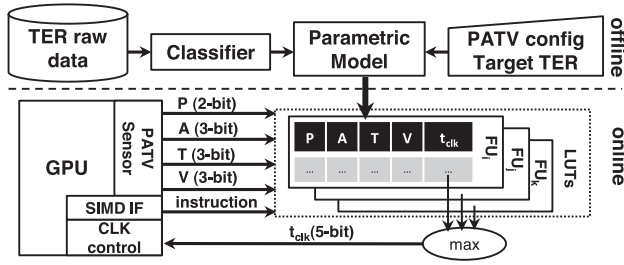 TER raw
data
Classifier
Parametric
Model
PATV config
Target TER
offline
GPU
PATV
Sensor
SIMD IF
CLK
control
P (2-bit)
A (3-bit)
T (3-bit)
V (3-bit)
instruction
P A T V tclk
... ... ... ... ...
FUi
FUj
FUk
LUTs
online
tclk(5-bit)
max